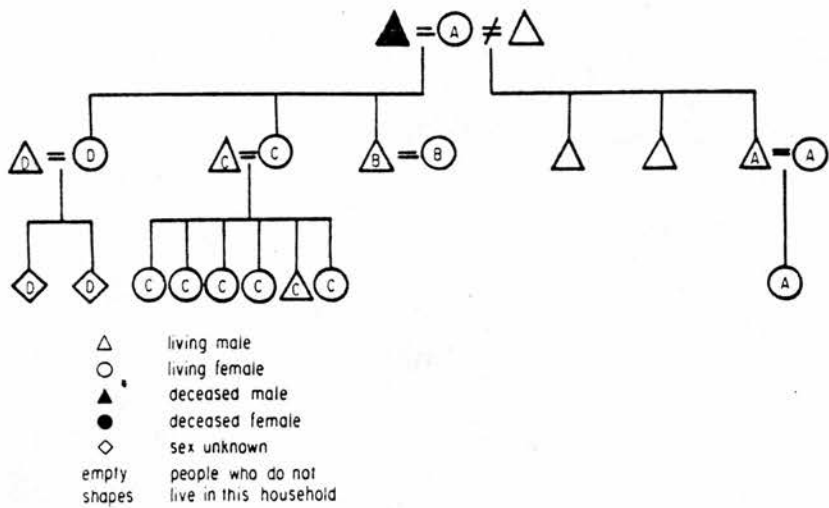 A
D D C C B B A A
D D C C C C C C A
living male
living female
deceased male
deceased female
sex unknown
empty people who do not
shapes live in this household